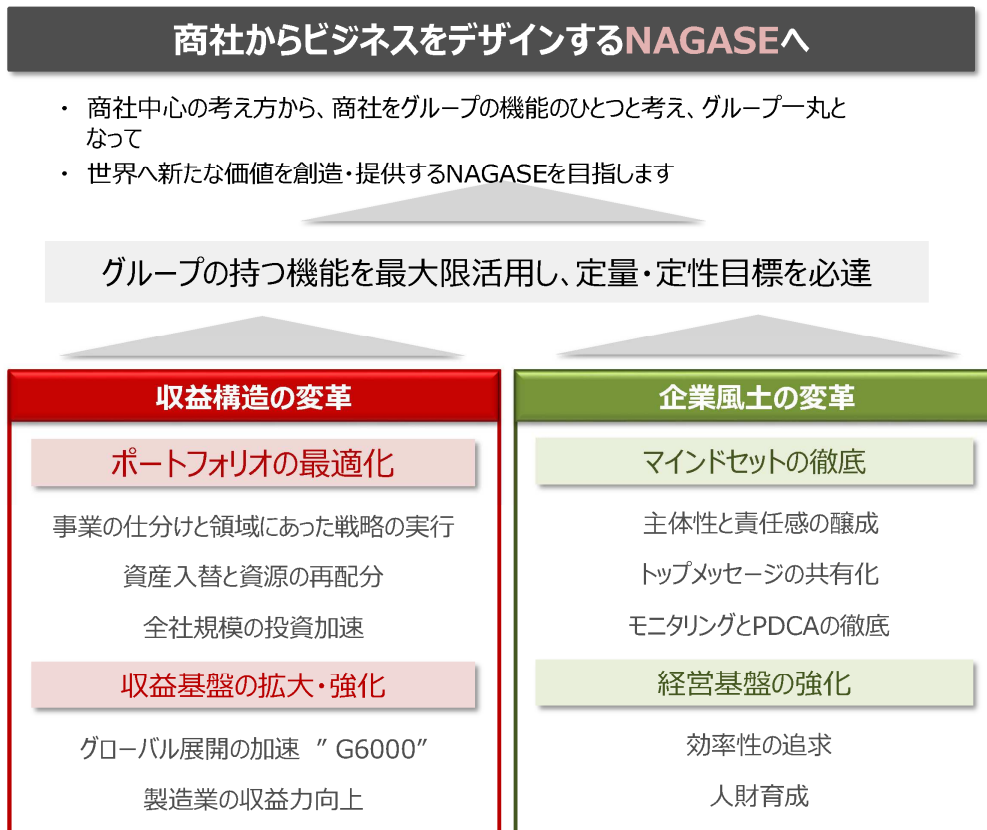 商社からビジネスをデザインするNAGASEへ
・ 商社中心の考え方から、商社をグループの機能のひとつと考え、グループ一丸と
なって
・ 世界へ新たな価値を創造・提供するNAGASEを目指します
グループの持つ機能を最大限活用し、定量・定性目標を必達
収益構造の変革
ポートフォリオの最適化
事業の仕分けと領域にあった戦略の実行
資産入替と資源の再配分
全社規模の投資加速
収益基盤の拡大・強化
グローバル展開の加速 ”G6000”
製造業の収益力向上
企業風土の変革
マインドセットの徹底
主体性と責任感の醸成
トップメッセージの共有化
モニタリングとPDCAの徹底
経営基盤の強化
効率性の追求
人財育成